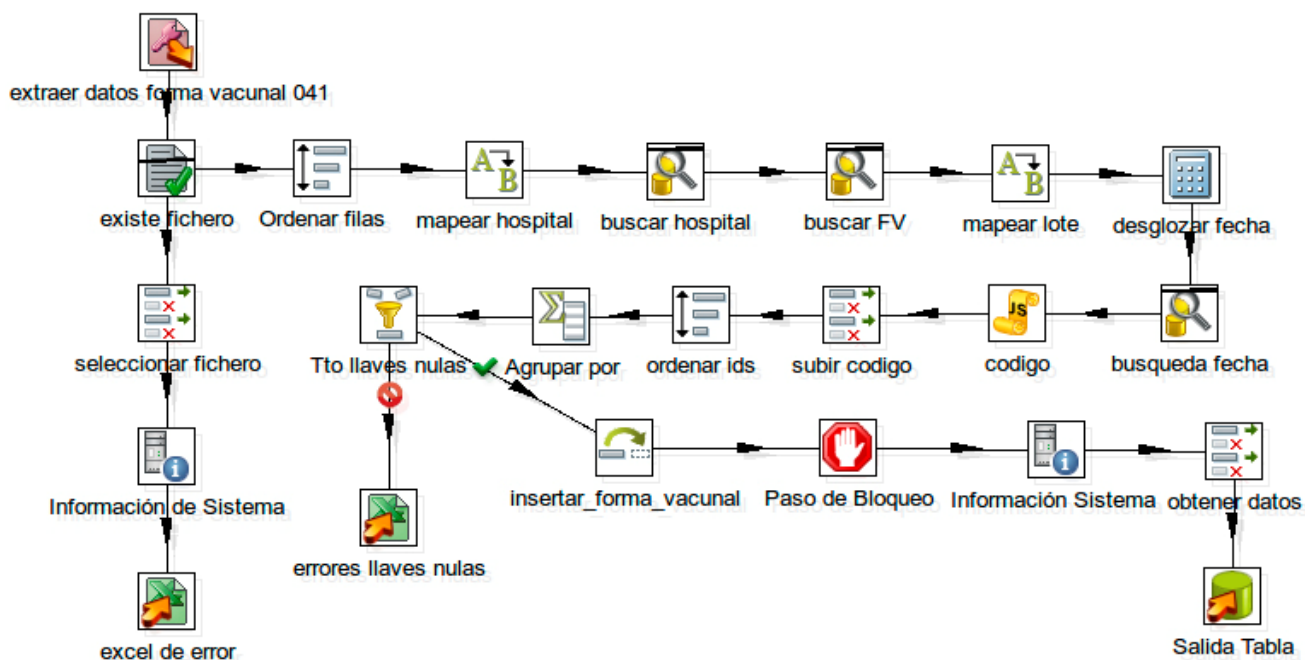 extraer datos forma vacunal 041
existe fichero
Ordenar filas
mapear hospital
buscar hospital
buscar FV
mapear lote
desglozar fecha
seleccionar fichero
Tto llaves nulas
Agrupar por
ordenar ids
subir codigo
codigo
busqueda fecha
Información de Sistema
insertar_forma_vacunal
Paso de Bloqueo
Información Sistema
obtener datos
errores llaves nulas
excel de error
Salida Tabla
A
B
A
B
JS